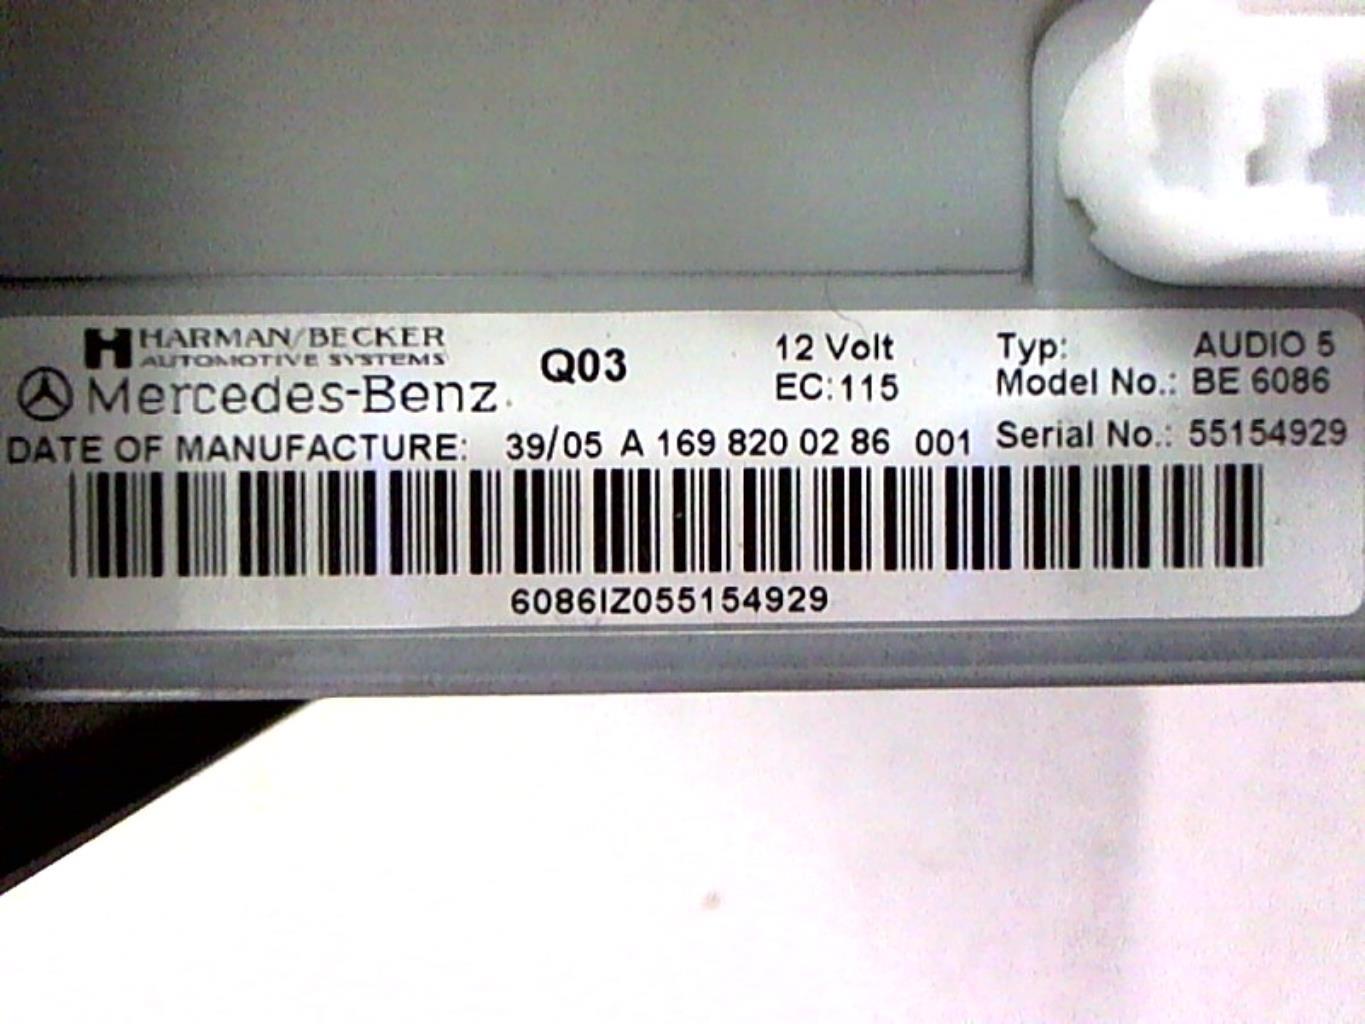 HARMAN/BECKER
AUTOMOTIVE SYSTEMS
Mercedes-Benz
Q03
12 Volt
EC:115
Typ: AUDIO 5
Model No.: BE 6086
DATE OF MANUFACTURE: 39/05 A 169 820 02 86 001 Serial No.: 55154929
6086IZ055154929